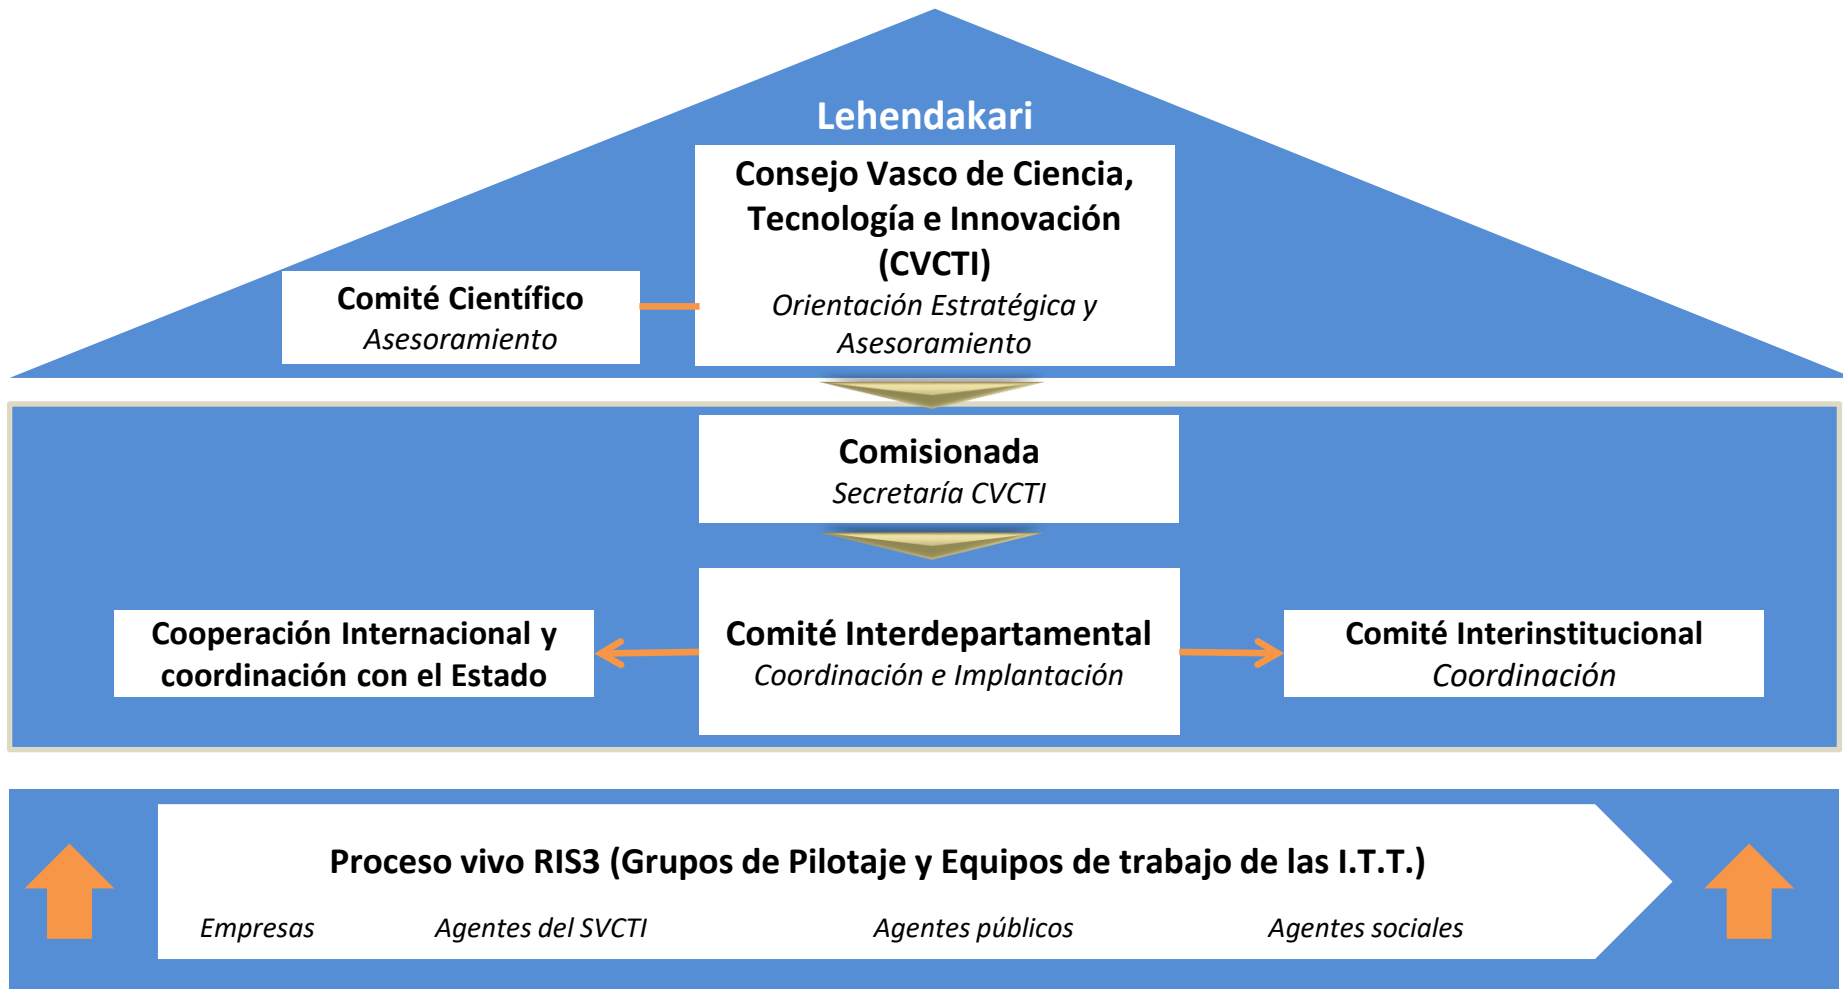 Lehendakari
Consejo Vasco de Ciencia,
Tecnología e Innovación
(CVCTI)
Orientación Estratégica y
Asesoramiento
Comité Científico
Asesoramiento
Comisionada
Secretaría CVCTI
Cooperación Internacional y
coordinación con el Estado
Comité Interdepartamental
Coordinación e Implantación
Comité Interinstitucional
Coordinación
Proceso vivo RIS3 (Grupos de Pilotaje y Equipos de trabajo de las I.T.T.)
Empresas Agentes del SVCTI Agentes públicos Agentes sociales